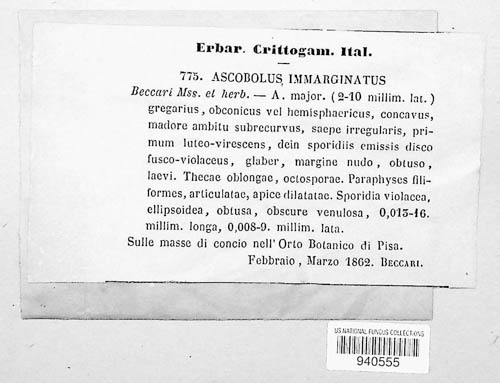 Erbar. Crittogam. Ital.
775. ASCOBOLUS IMMARGINATUS
Beccari Mss. et herb. — A. major. (2-10 millim. lat.)
gregarius, obconicus vel hemisphaericus, concavus,
madore ambitu subrecurvus, saepe irregularis, pri-
mum luteo-virescens, dein sporidiis emissis disco
fusco-violaceus, glaber, margine nudo, obtuso,
laevi. Thecae oblongae, octosporae. Paraphyses fili-
formes, articulatae, apice dilatatae. Sporidia violacea,
ellipsoidea, obtusa, obscure venulosa, 0,013-16.
millim. longa, 0,008-9. millim. lata.
Sulle masse di concio nell'Orto Botanico di Pisa.
Febbraio, Marzo 1862. BECCARI.
US NATIONAL FUNGUS COLLECTIONS
940555